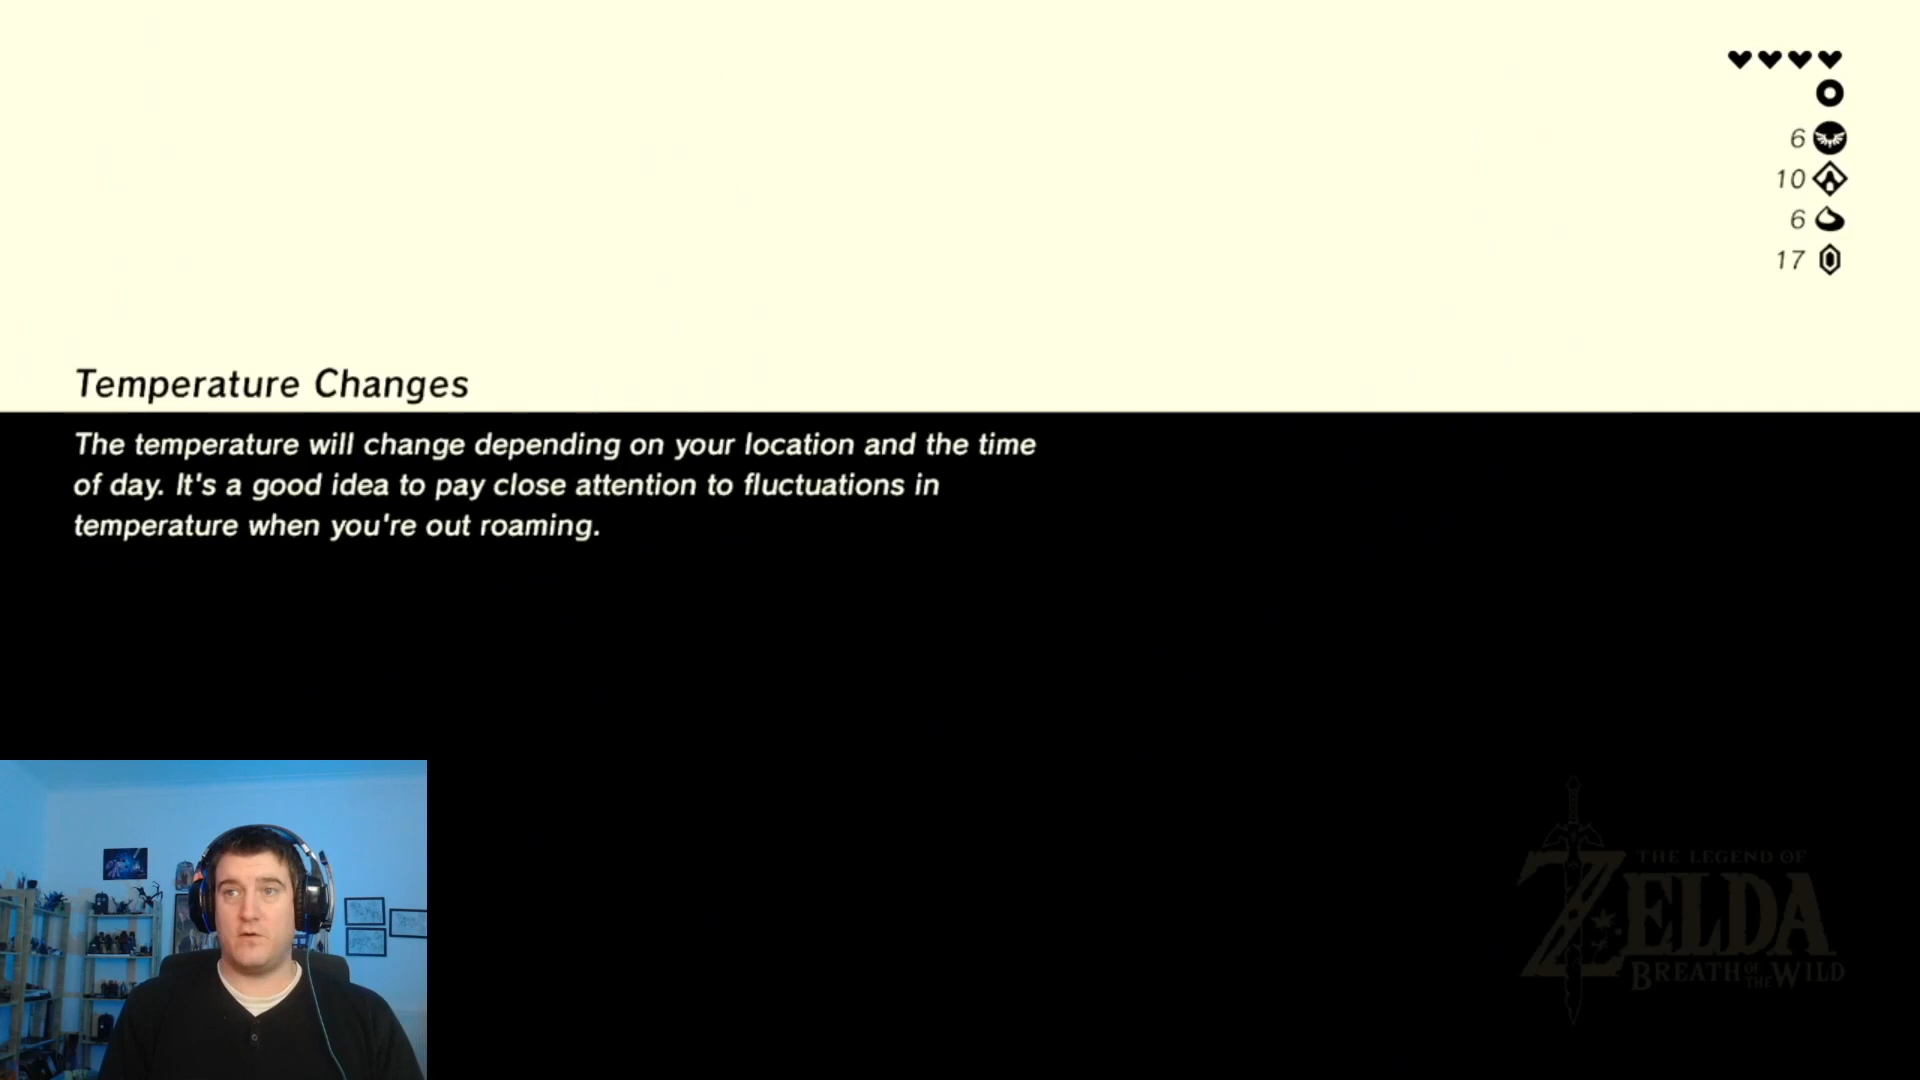 6
10
6
17
Temperature Changes
The temperature will change depending on your location and the time
of day. It's a good idea to pay close attention to fluctuations in
temperature when you're out roaming.
THE LEGEND OF
ZELDA
BREATH OF THE WILD